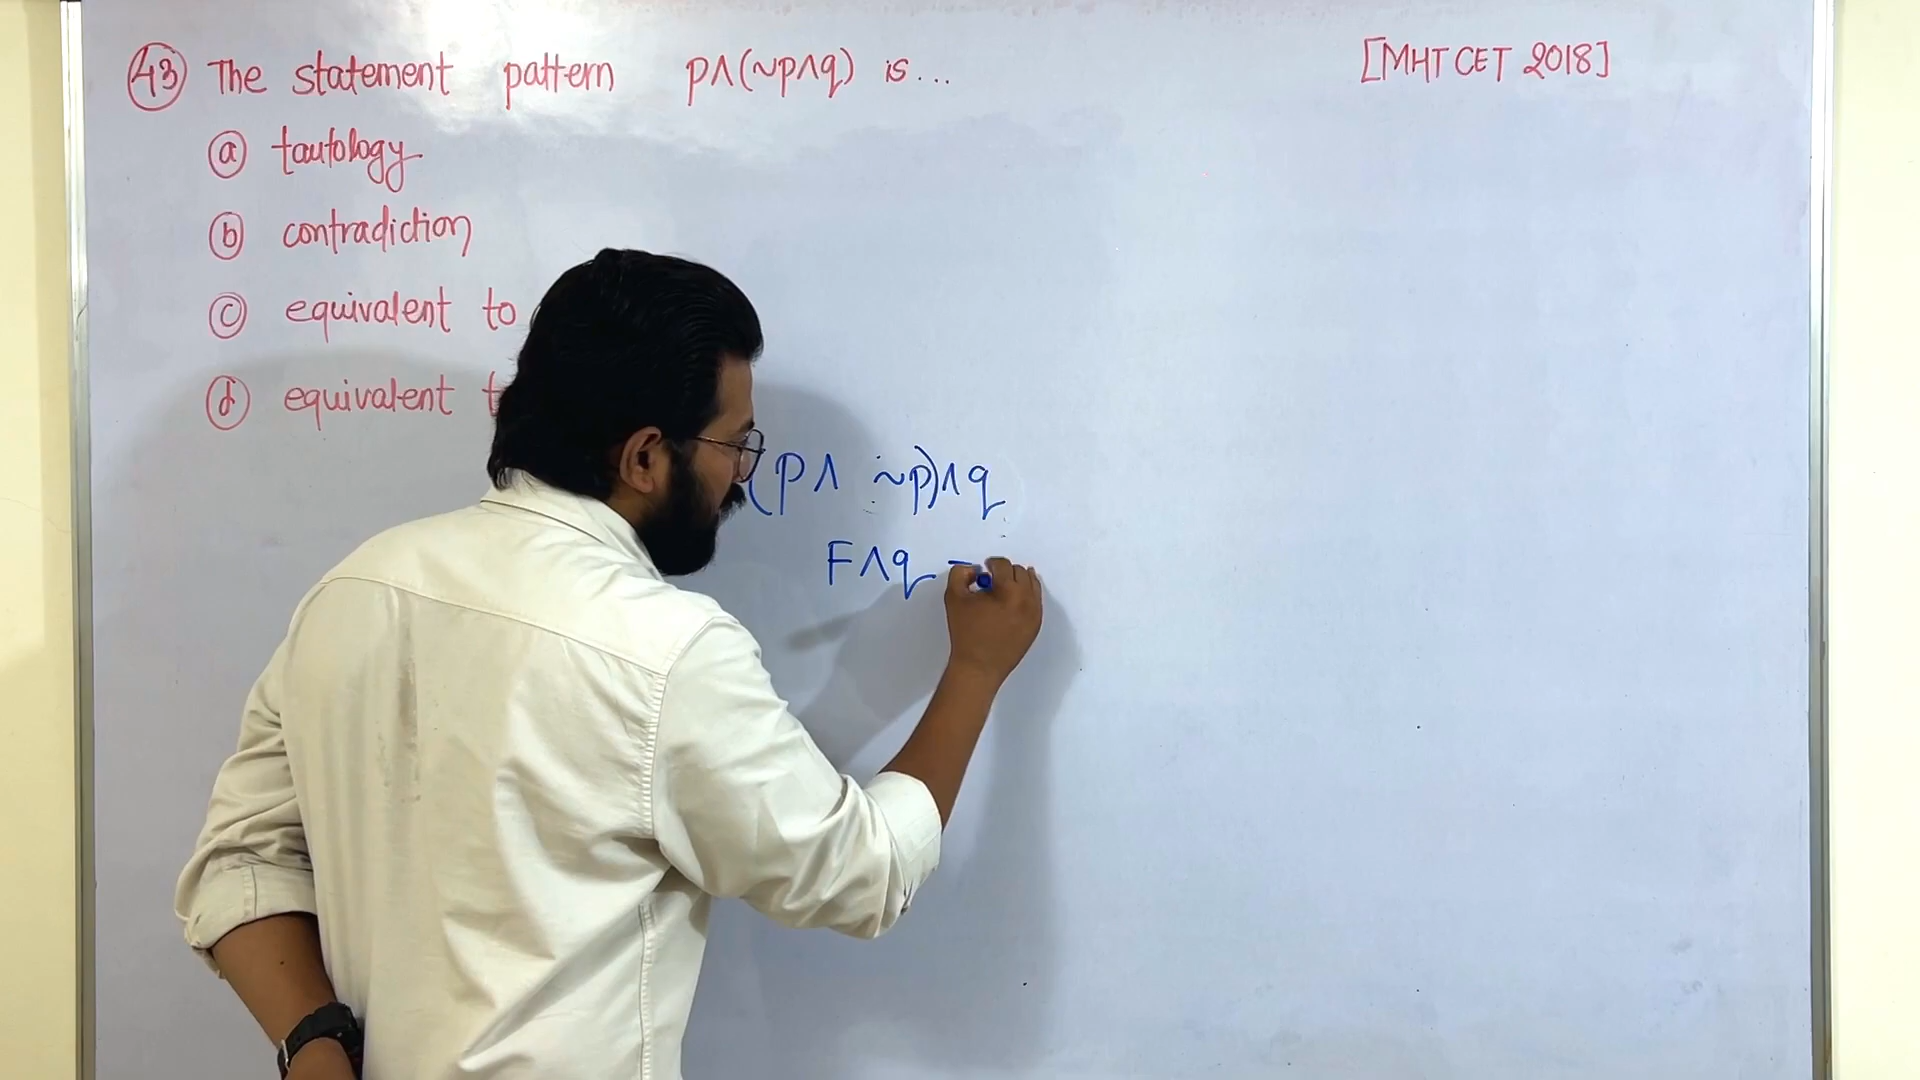 43 The statement pattern p∧(~p∧q) is... [MHT CET 2018]
a tautology
b contradiction
c equivalent to
d equivalent
(p∧ ~p)∧q
F∧q